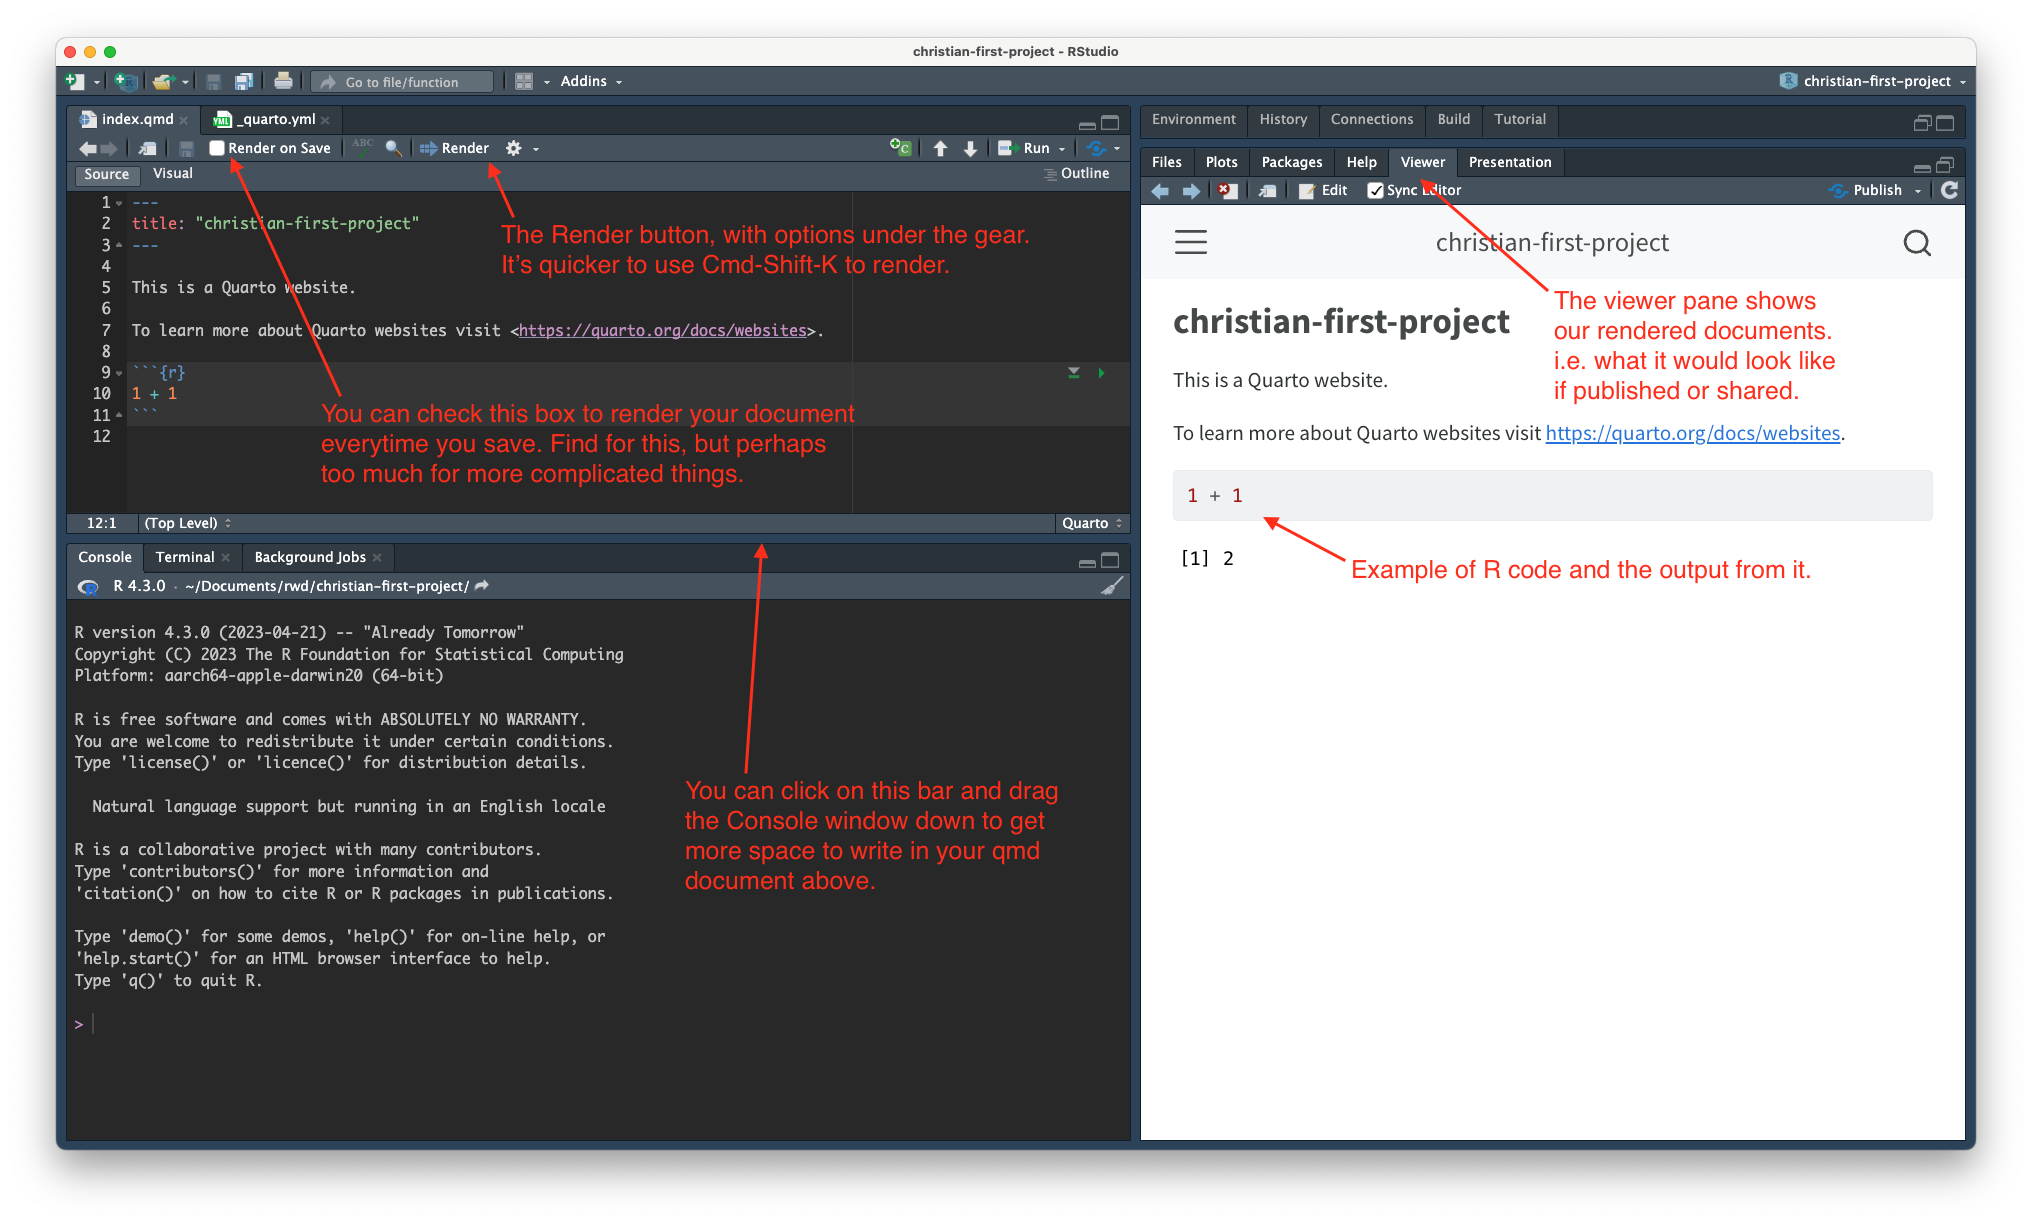 christian-first-project - RStudio
Go to file/function
Addins
christian-first-project
index.qmd
_quarto.yml
Render on Save
ABC
Render
Run
Source
Visual
Outline
1 ---
2 title: "christian-first-project"
3 ---
4
5 This is a Quarto website.
6
7 To learn more about Quarto websites visit <https://quarto.org/docs/websites>.
8
9 ```{r}
10 1 + 1
11 ```
12
The Render button, with options under the gear.
It's quicker to use Cmd-Shift-K to render.
You can check this box to render your document
everytime you save. Find for this, but perhaps
too much for more complicated things.
12:1
(Top Level)
Quarto
Console
Terminal
Background Jobs
R 4.3.0 · ~/Documents/rwd/christian-first-project/
R version 4.3.0 (2023-04-21) -- "Already Tomorrow"
Copyright (C) 2023 The R Foundation for Statistical Computing
Platform: aarch64-apple-darwin20 (64-bit)
R is free software and comes with ABSOLUTELY NO WARRANTY.
You are welcome to redistribute it under certain conditions.
Type 'license()' or 'licence()' for distribution details.
Natural language support but running in an English locale
R is a collaborative project with many contributors.
Type 'contributors()' for more information and
'citation()' on how to cite R or R packages in publications.
Type 'demo()' for some demos, 'help()' for on-line help, or
'help.start()' for an HTML browser interface to help.
Type 'q()' to quit R.
>
You can click on this bar and drag
the Console window down to get
more space to write in your qmd
document above.
Environment
History
Connections
Build
Tutorial
Files
Plots
Packages
Help
Viewer
Presentation
Edit
Sync Editor
Publish
christian-first-project
christian-first-project
The viewer pane shows
our rendered documents.
i.e. what it would look like
if published or shared.
This is a Quarto website.
To learn more about Quarto websites visit https://quarto.org/docs/websites.
1 + 1
[1] 2
Example of R code and the output from it.